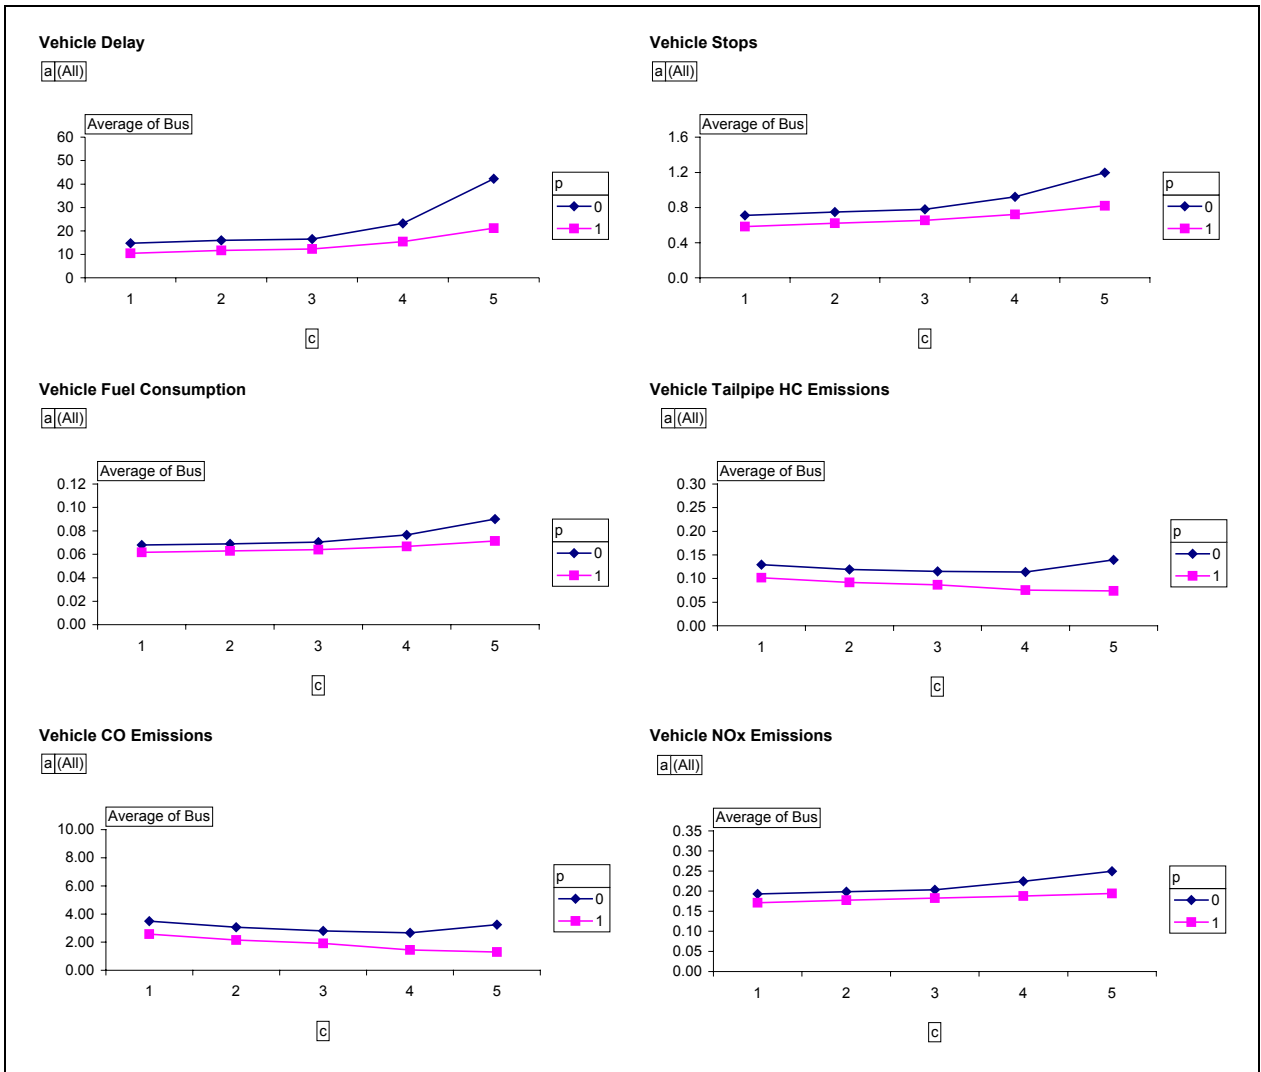 Vehicle Delay
a (All)
Average of Bus
60
50
40
30
20
10
0
1 2 3 4 5
c
p
0
1
Vehicle Stops
a (All)
Average of Bus
1.6
1.2
0.8
0.4
0.0
1 2 3 4 5
c
p
0
1
Vehicle Fuel Consumption
a (All)
Average of Bus
0.12
0.10
0.08
0.06
0.04
0.02
0.00
1 2 3 4 5
c
p
0
1
Vehicle Tailpipe HC Emissions
a (All)
Average of Bus
0.30
0.25
0.20
0.15
0.10
0.05
0.00
1 2 3 4 5
c
p
0
1
Vehicle CO Emissions
a (All)
Average of Bus
10.00
8.00
6.00
4.00
2.00
0.00
1 2 3 4 5
c
p
0
1
Vehicle NOx Emissions
a (All)
Average of Bus
0.35
0.30
0.25
0.20
0.15
0.10
0.05
0.00
1 2 3 4 5
c
p
0
1